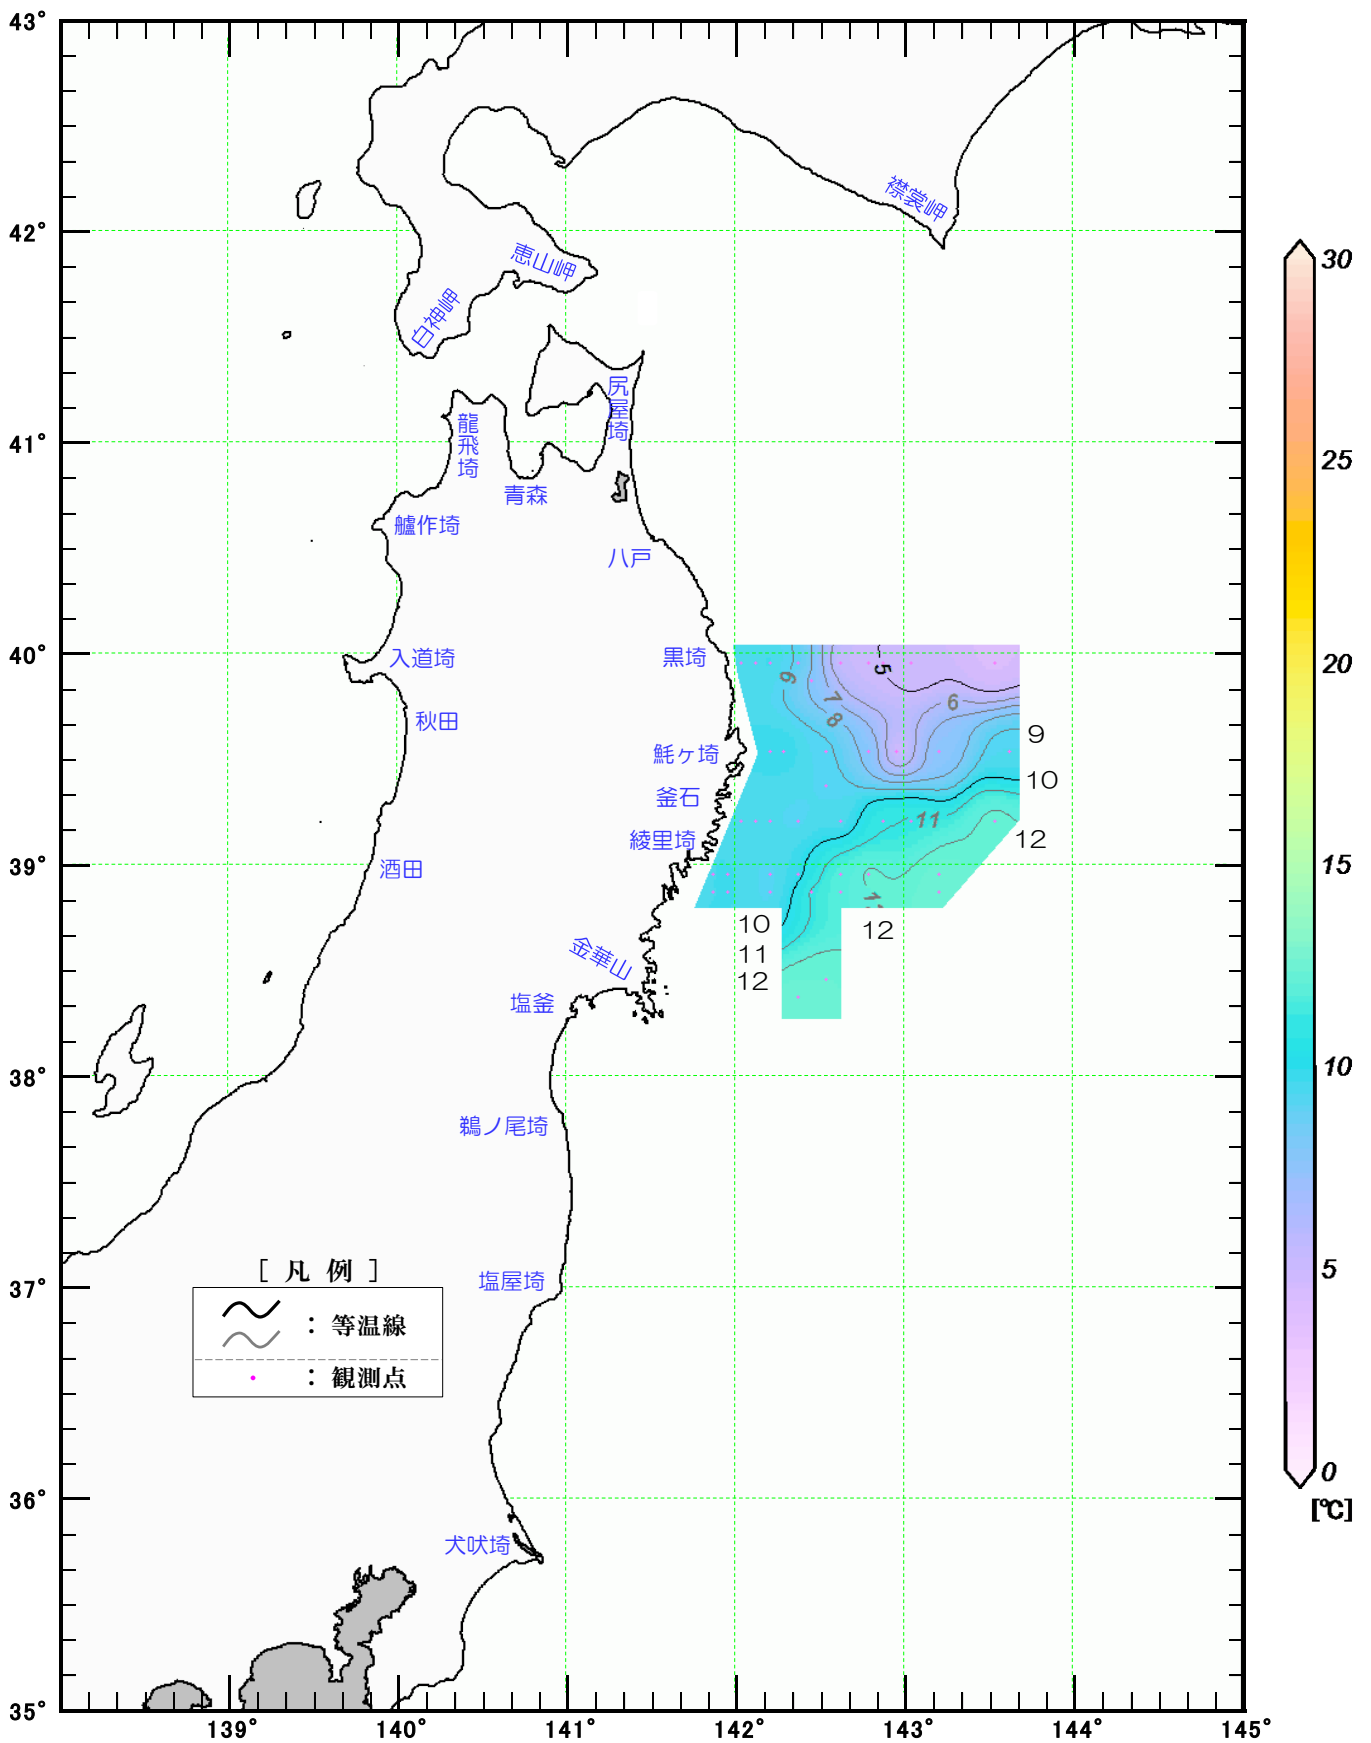 43°
42°
41°
40°
39°
38°
37°
36°
35°
139°
140°
141°
142°
143°
144°
145°
襟裳岬
恵山岬
白神岬
尻屋埼
龍飛埼
青森
艫作埼
八戸
入道埼
黒埼
秋田
魹ヶ埼
釜石
綾里埼
酒田
金華山
塩釜
鵜ノ尾埼
塩屋埼
犬吠埼
5
6
7
8
9
6
9
10
11
12
10
11
12
12
[ 凡 例 ]
: 等温線
: 観測点
30
25
20
15
10
5
0
[℃]